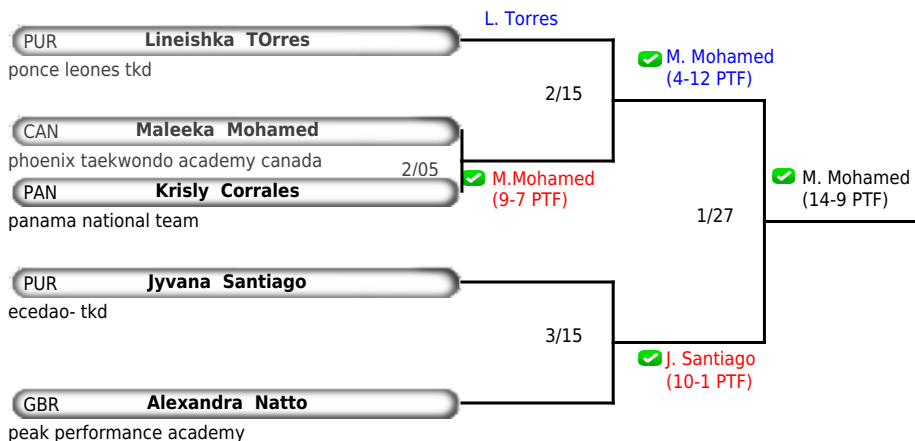 L. Torres
PUR Lineishka TOrres
ponce leones tkd
M. Mohamed
(4-12 PTF)
2/15
CAN Maleeka Mohamed
phoenix taekwondo academy canada
2/05
M.Mohamed
(9-7 PTF)
PAN Krisly Corrales
panama national team
M. Mohamed
(14-9 PTF)
1/27
PUR Jyvana Santiago
ecedao- tkd
3/15
J. Santiago
(10-1 PTF)
GBR Alexandra Natto
peak performance academy